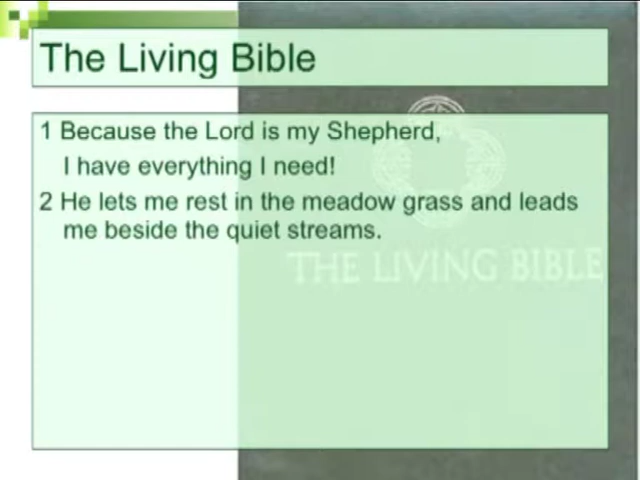 The Living Bible
1 Because the Lord is my Shepherd,
I have everything I need!
2 He lets me rest in the meadow grass and leads
me beside the quiet streams.
THE LIVING BIBLE